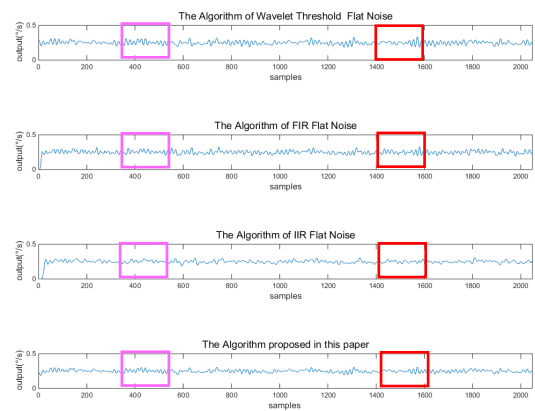 The Algorithm of Wavelet Threshold Flat Noise
output(°/s)
0.5
0
0 200 400 600 800 1000 1200 1400 1600 1800 2000
samples
The Algorithm of FIR Flat Noise
output(°/s)
0.5
0
0 200 400 600 800 1000 1200 1400 1600 1800 2000
samples
The Algorithm of IIR Flat Noise
output(°/s)
0.5
0
0 200 400 600 800 1000 1200 1400 1600 1800 2000
samples
The Algorithm proposed in this paper
output(°/s)
0.5
0
0 200 400 600 800 1000 1200 1400 1600 1800 2000
samples